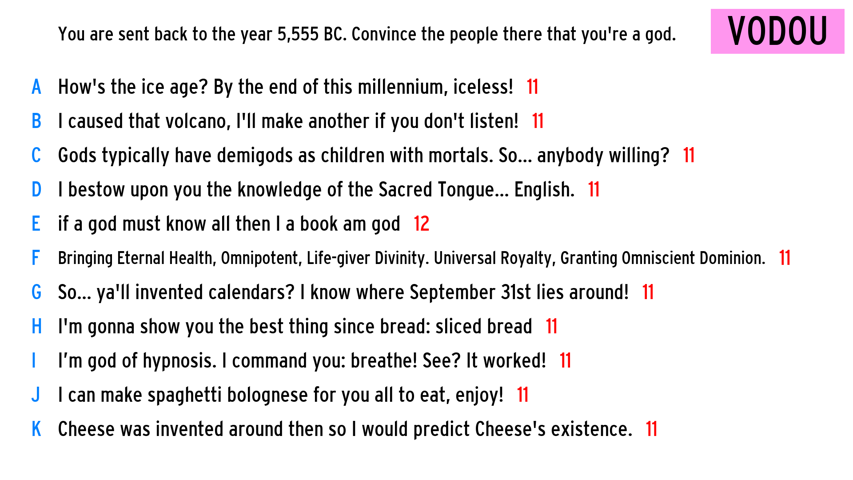 You are sent back to the year 5,555 BC. Convince the people there that you're a god.
VODOU
A How's the ice age? By the end of this millennium, iceless! 11
B I caused that volcano, I'll make another if you don't listen! 11
C Gods typically have demigods as children with mortals. So... anybody willing? 11
D I bestow upon you the knowledge of the Sacred Tongue... English. 11
E if a god must know all then I a book am god 12
F Bringing Eternal Health, Omnipotent, Life-giver Divinity. Universal Royalty, Granting Omniscient Dominion. 11
G So... ya'll invented calendars? I know where September 31st lies around! 11
H I'm gonna show you the best thing since bread: sliced bread 11
I I’m god of hypnosis. I command you: breathe! See? It worked! 11
J I can make spaghetti bolognese for you all to eat, enjoy! 11
K Cheese was invented around then so I would predict Cheese's existence. 11